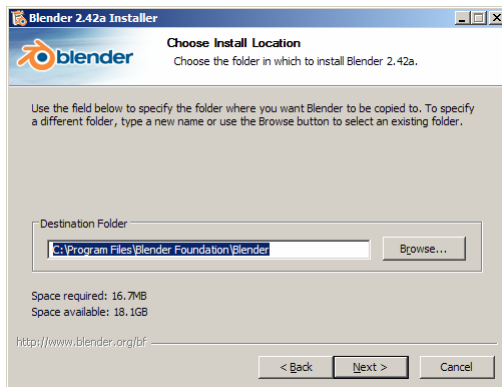 Blender 2.42a Installer
blender
Choose Install Location
Choose the folder in which to install Blender 2.42a.
Use the field below to specify the folder where you want Blender to be copied to. To specify
a different folder, type a new name or use the Browse button to select an existing folder.
Destination Folder
C:\Program Files\Blender Foundation\Blender
Browse...
Space required: 16.7MB
Space available: 18.1GB
http://www.blender.org/bf
< Back
Next >
Cancel